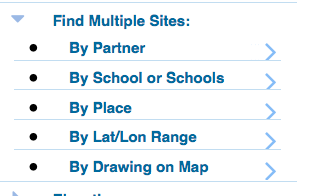 Find Multiple Sites:
By Partner
By School or Schools
By Place
By Lat/Lon Range
By Drawing on Map